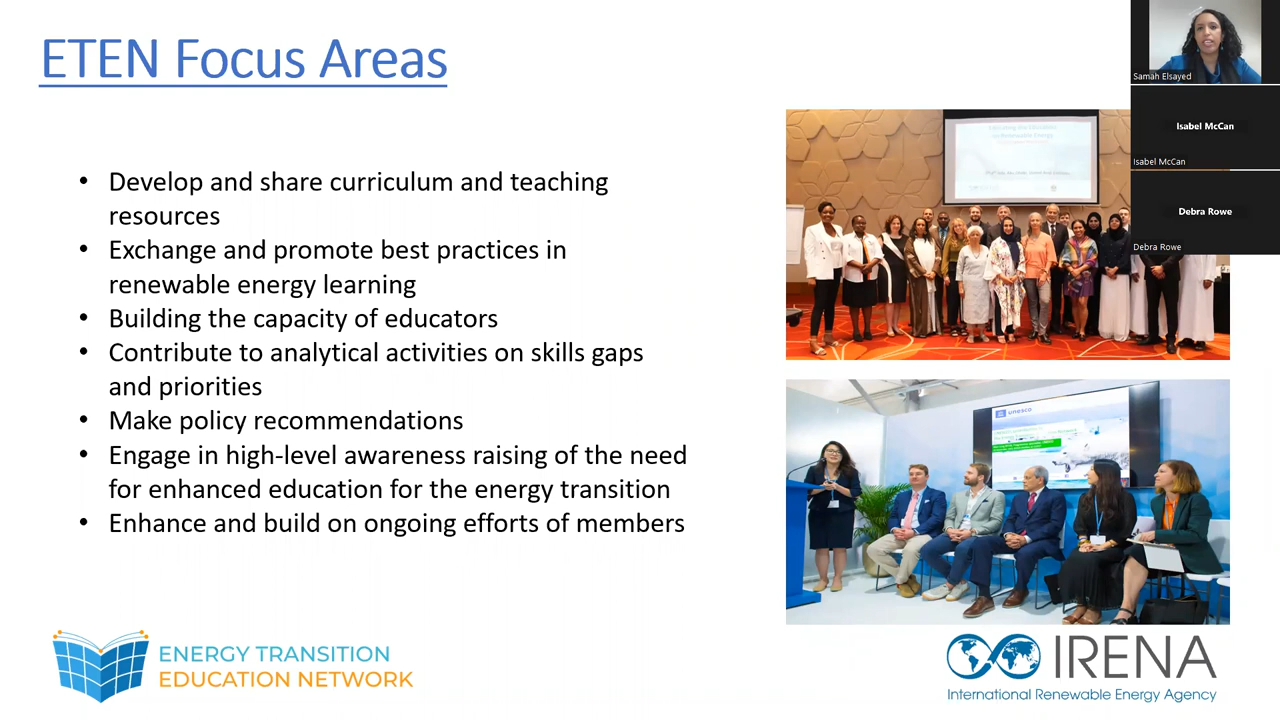 ETEN Focus Areas
• Develop and share curriculum and teaching
resources
• Exchange and promote best practices in
renewable energy learning
• Building the capacity of educators
• Contribute to analytical activities on skills gaps
and priorities
• Make policy recommendations
• Engage in high-level awareness raising of the need
for enhanced education for the energy transition
• Enhance and build on ongoing efforts of members
Samah Elsayed
Isabel McCan
Isabel McCan
Debra Rowe
Debra Rowe
unesco
ENERGY TRANSITION
EDUCATION NETWORK
IRENA
International Renewable Energy Agency